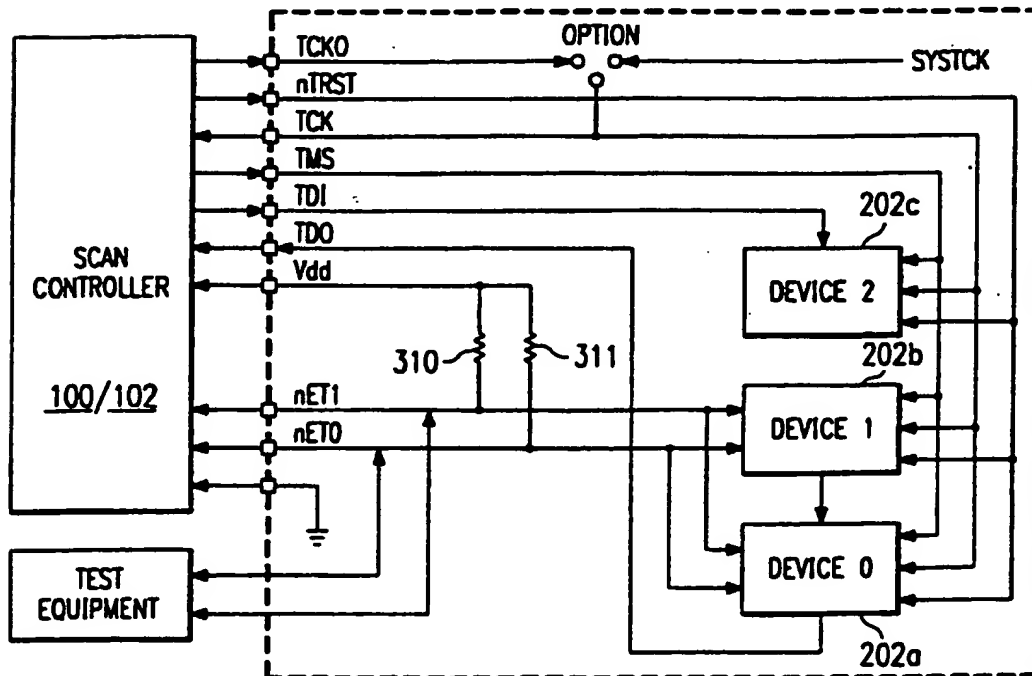 TCKO
OPTION
SYSTCK
nTRST
TCK
TMS
TDI
202c
TDO
SCAN
CONTROLLER
Vdd
DEVICE 2
310
311
202b
100/102
nET1
DEVICE 1
nET0
DEVICE 0
TEST
EQUIPMENT
202a